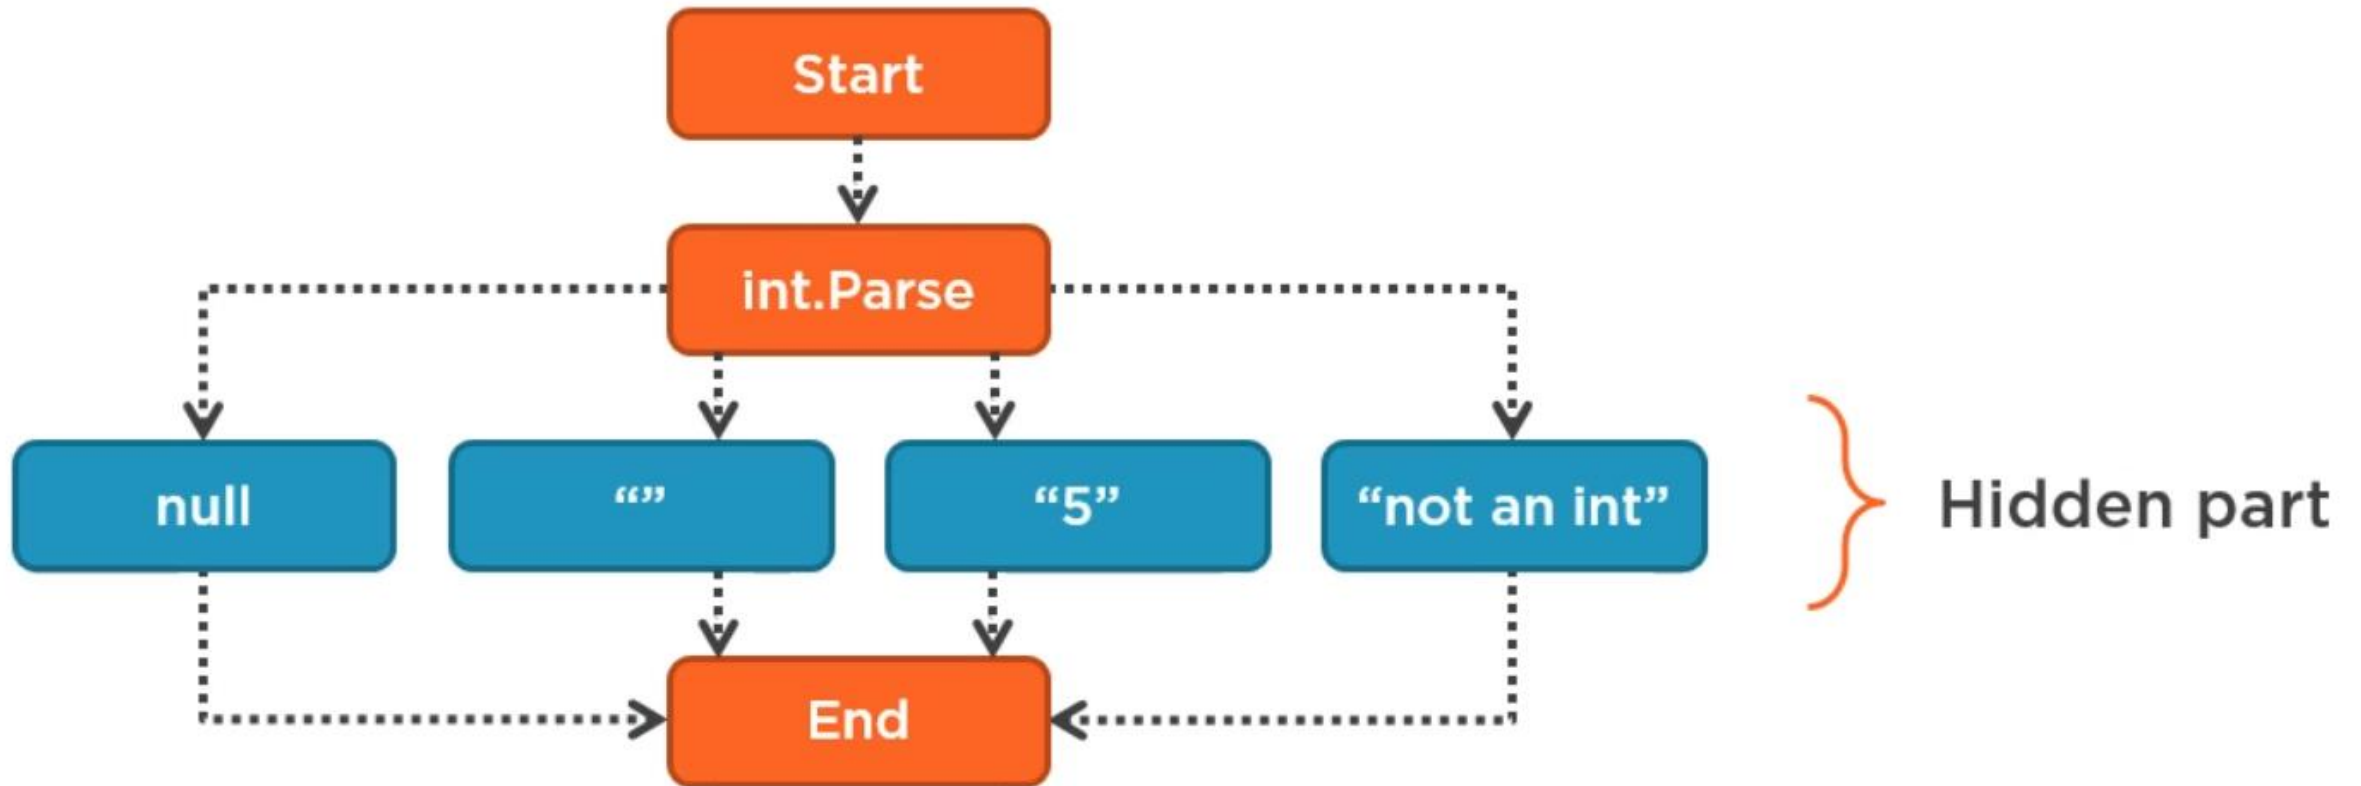 Start
int.Parse
null
“”
“5”
“not an int”
Hidden part
End